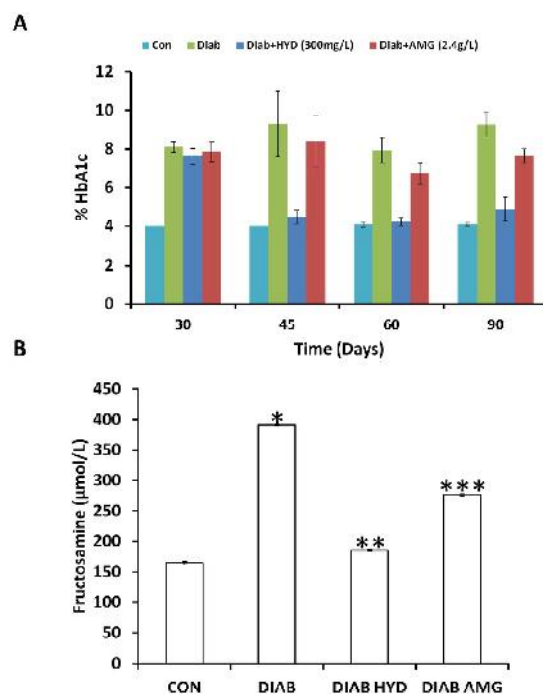 A
Con Diab Diab+HYD (300mg/L) Diab+AMG (2.4g/L)
12
10
8
6
4
2
0
% HbA1c
30 45 60 90
Time (Days)
B
450
400
350
300
250
200
150
100
50
0
Fructosamine (µmol/L)
*
**
***
CON DIAB DIAB HYD DIAB AMG